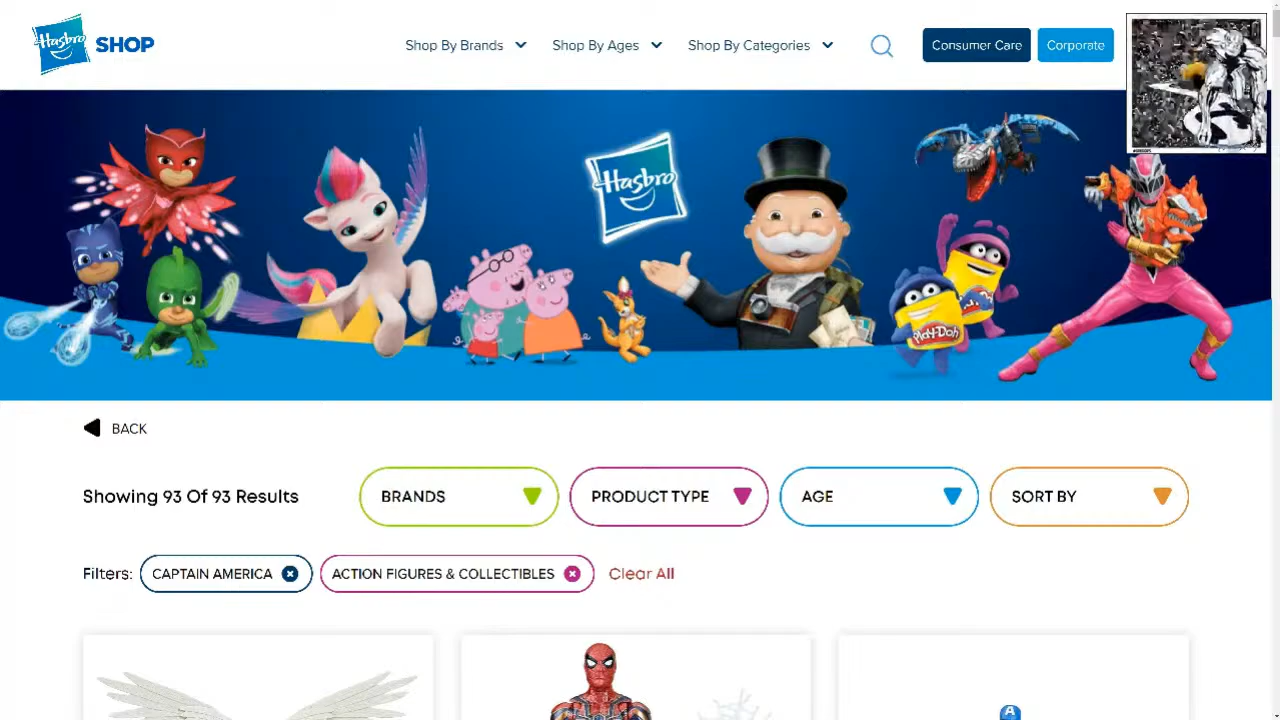 Hasbro SHOP
Shop By Brands
Shop By Ages
Shop By Categories
Consumer Care
Corporate
Hasbro
PLAY-DOH
BACK
Showing 93 Of 93 Results
BRANDS
PRODUCT TYPE
AGE
SORT BY
Filters: CAPTAIN AMERICA ACTION FIGURES & COLLECTIBLES Clear All
A